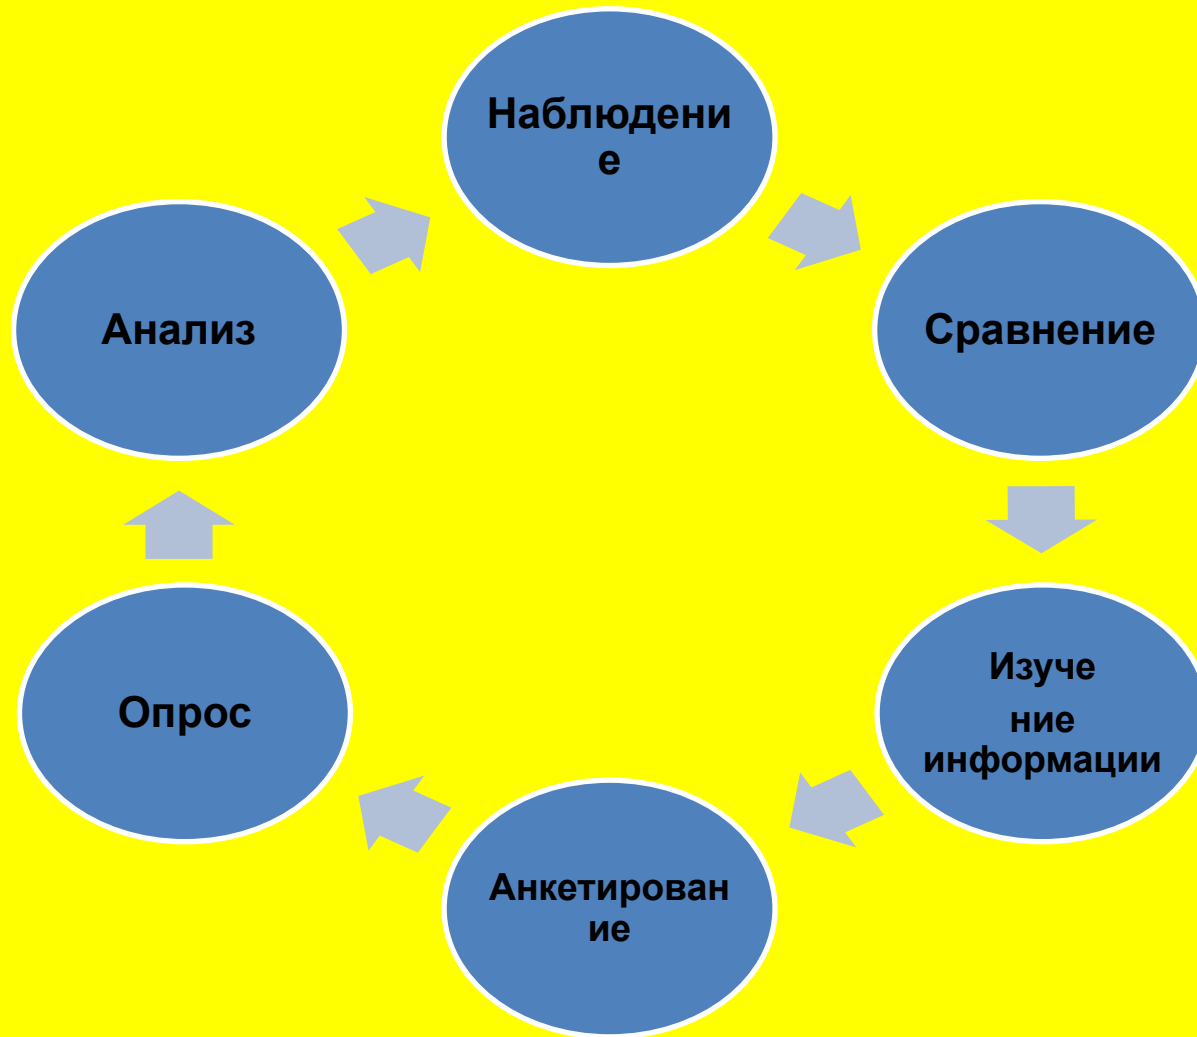 Наблюдени
е
Сравнение
Изуче
ние
информации
Анкетирован
ие
Опрос
Анализ